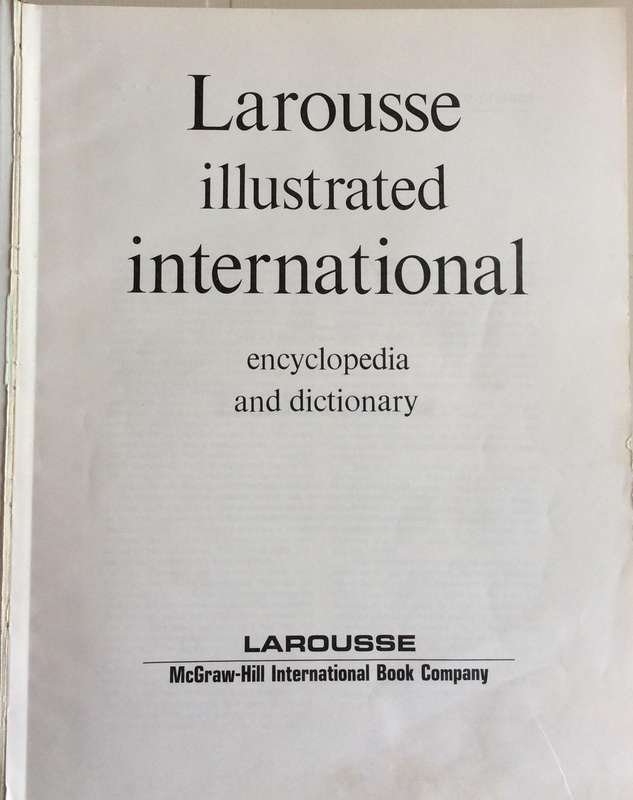 Larousse
illustrated
international
encyclopedia
and dictionary
LAROUSSE
McGraw-Hill International Book Company